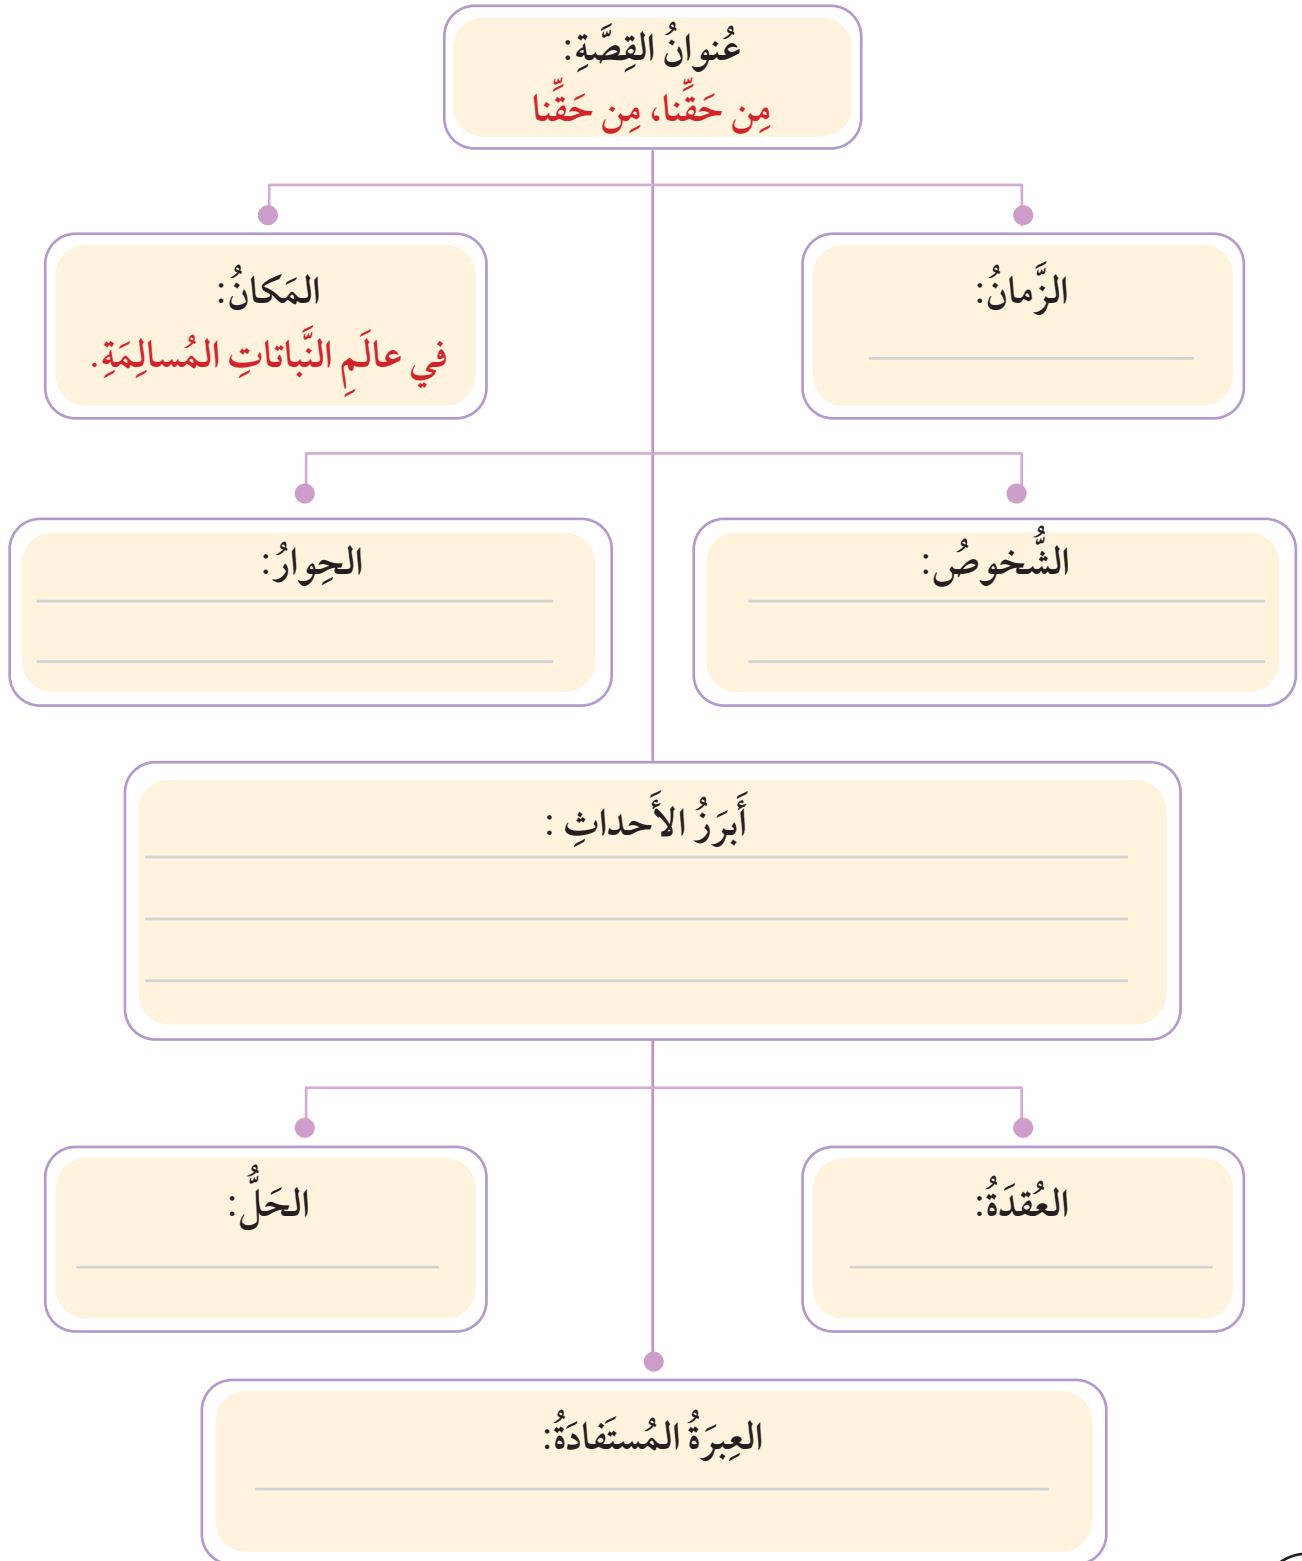 عُنوانُ القِصَّةِ:
مِن حَقِّنا، مِن حَقِّنا
الزَّمانُ:
المَكانُ:
في عالَمِ النَّباتاتِ المُسالِمَةِ.
الشُّخوصُ:
الحِوارُ:
أَبرَزُ الأَحداثِ :
العُقدَةُ:
الحَلُّ:
العِبرَةُ المُستَفادَةُ: